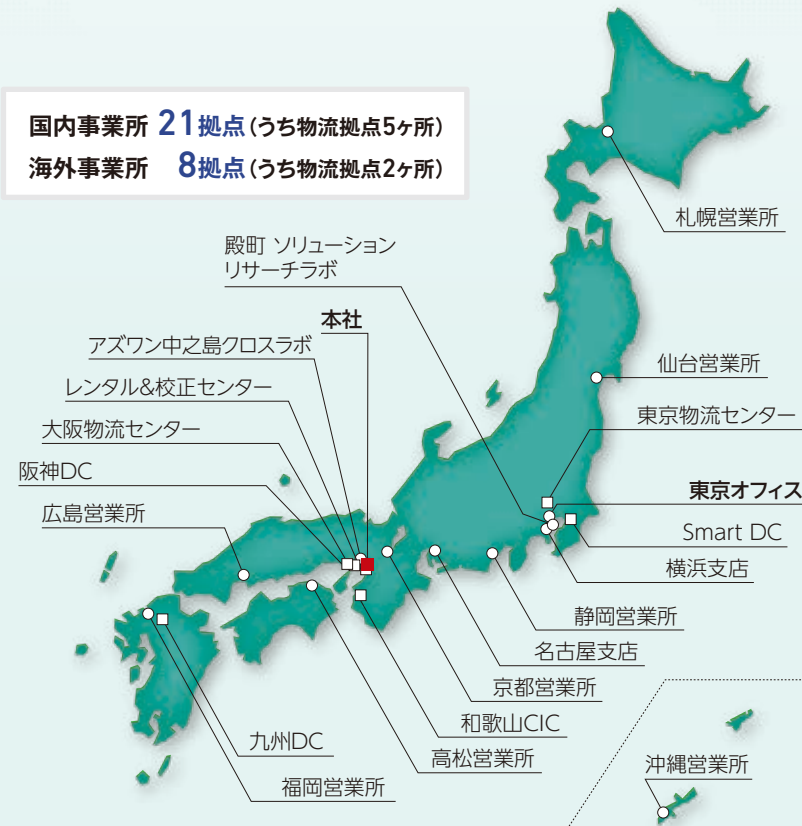 国内事業所 21拠点(うち物流拠点5ヶ所)
海外事業所 8拠点(うち物流拠点2ヶ所)
札幌営業所
殿町 ソリューション
リサーチラボ
本社
アズワン中之島クロスラボ
仙台営業所
レンタル&校正センター
東京物流センター
大阪物流センター
阪神DC
東京オフィス
広島営業所
Smart DC
横浜支店
静岡営業所
名古屋支店
京都営業所
和歌山CIC
九州DC
高松営業所
沖縄営業所
福岡営業所